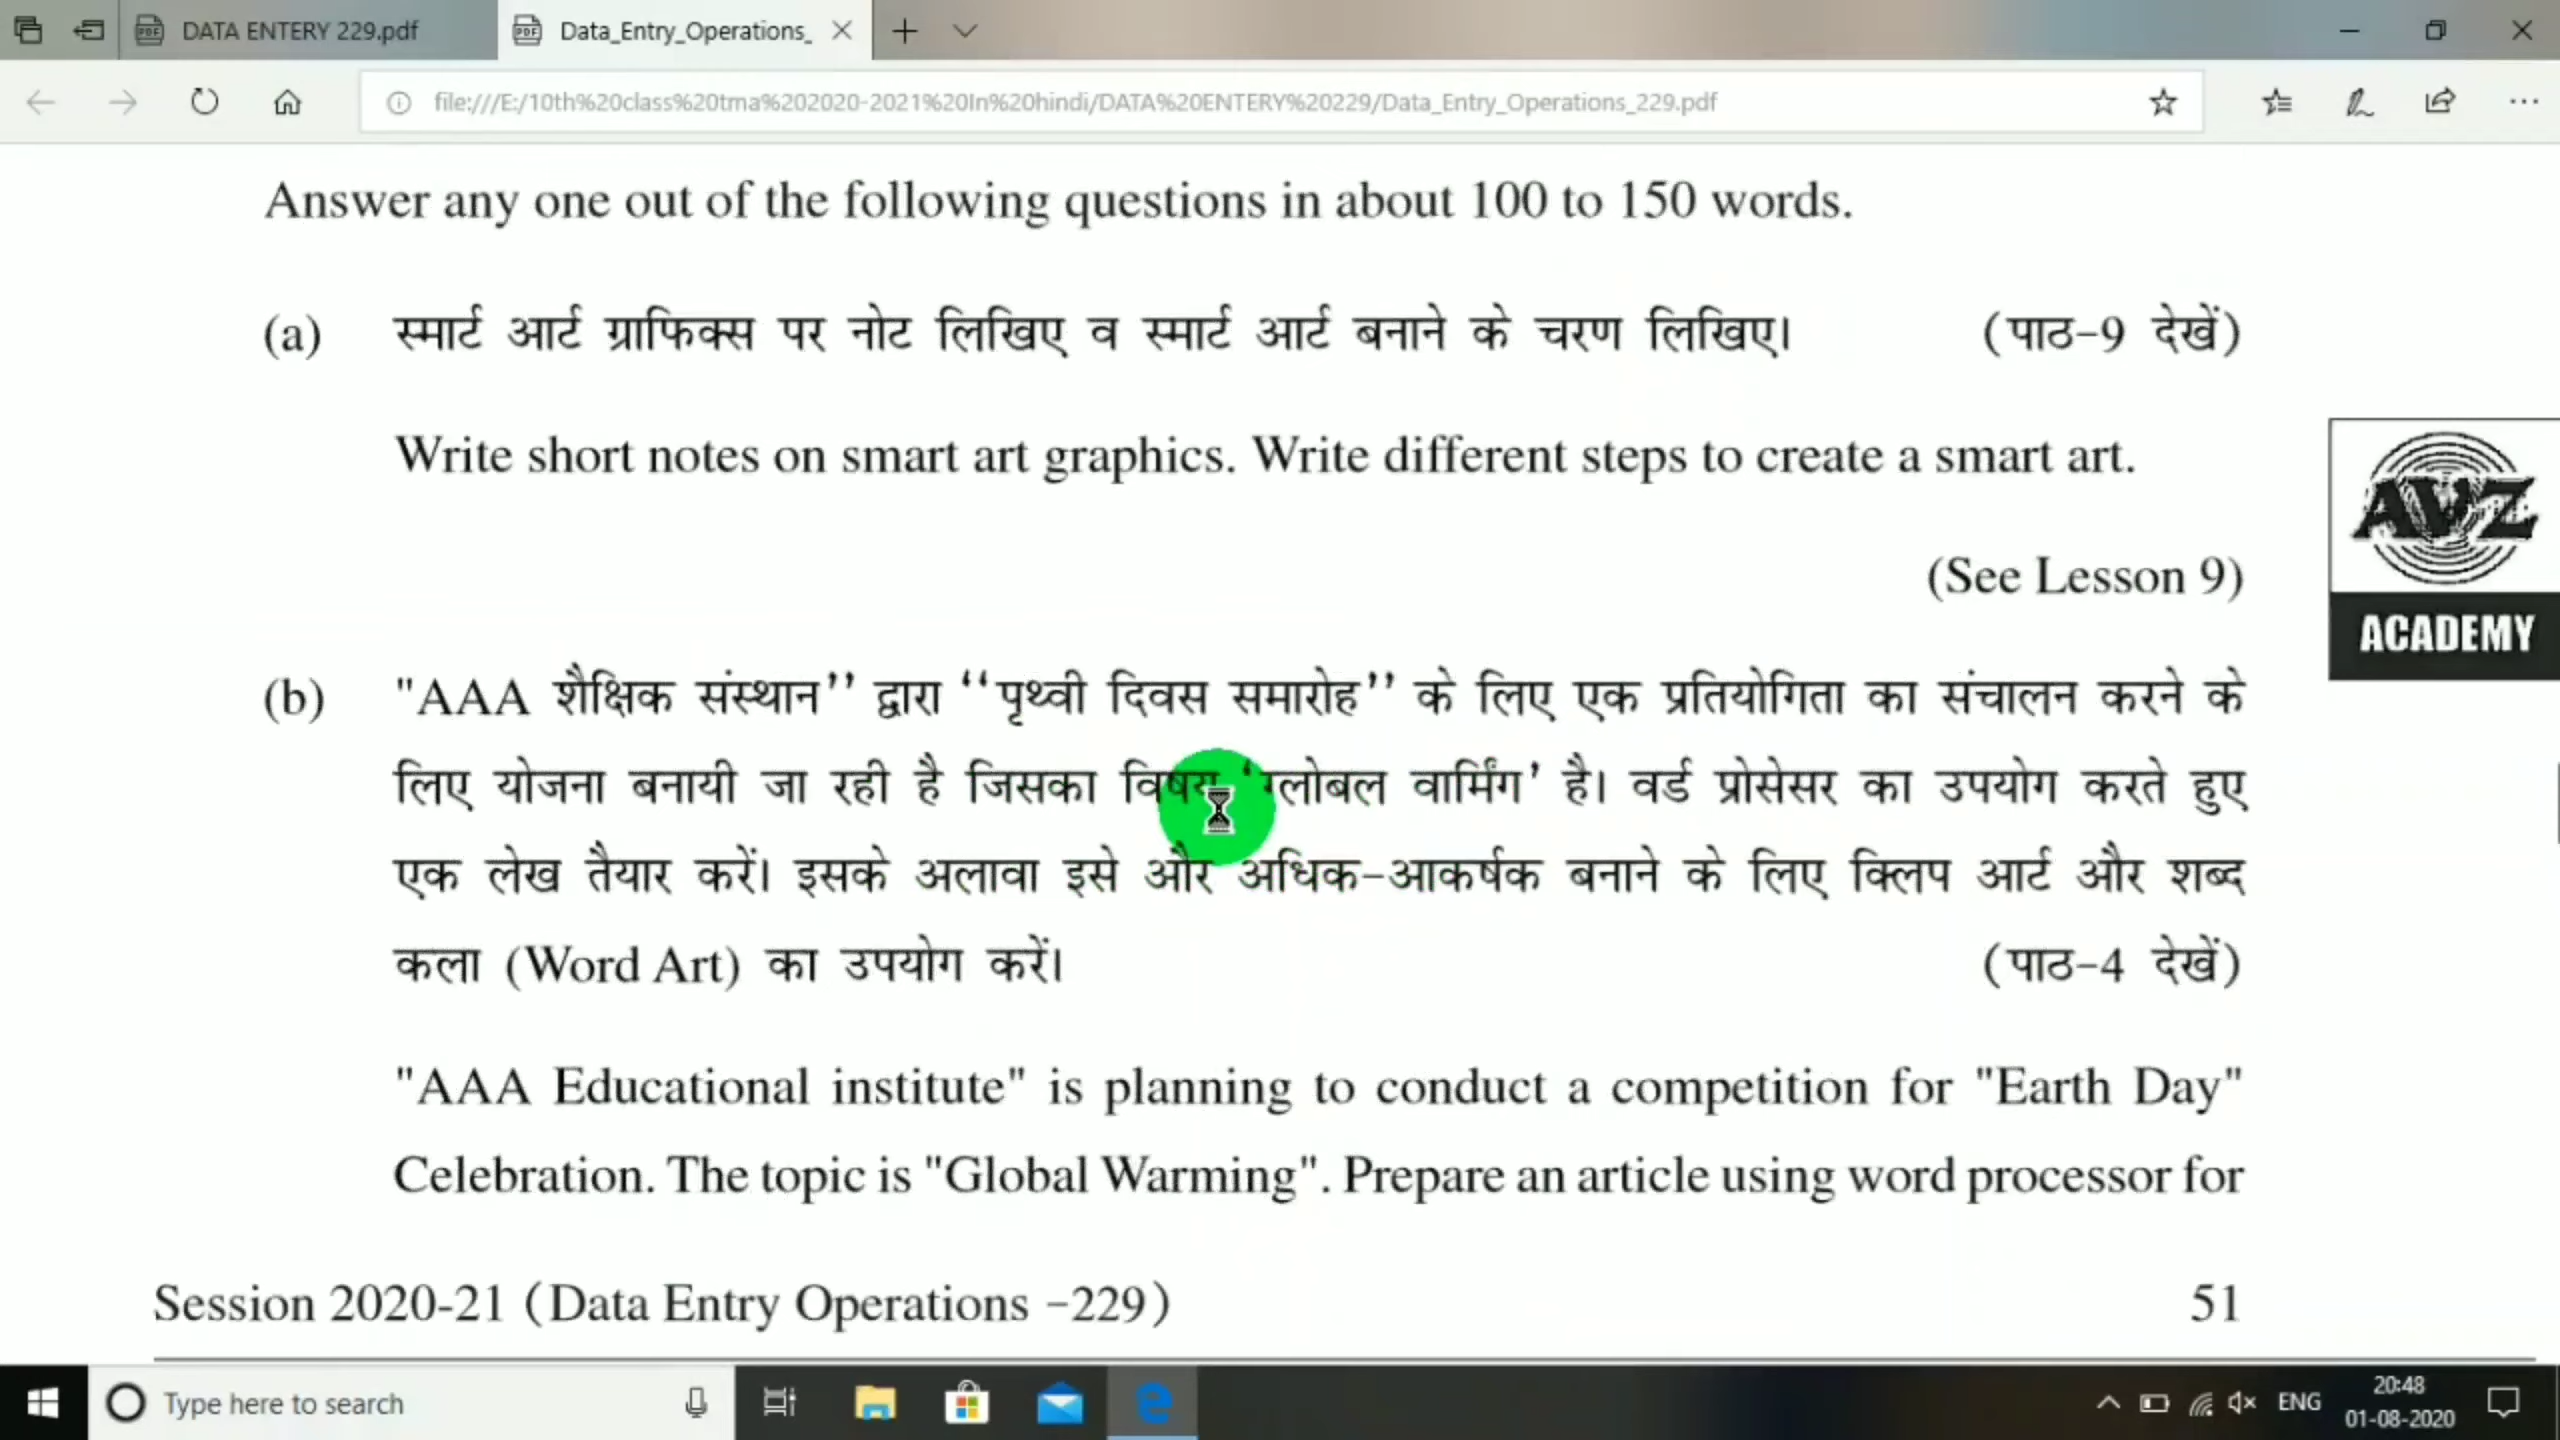 DATA ENTERY 229.pdf
Data_Entry_Operations_
file:///E:/10th%20class%20tma%202020-2021%20In%20hindi/DATA%20ENTERY%20229/Data_Entry_Operations_229.pdf
Answer any one out of the following questions in about 100 to 150 words.
(a) स्मार्ट आर्ट ग्राफिक्स पर नोट लिखिए व स्मार्ट आर्ट बनाने के चरण लिखिए। (पाठ-9 देखें)
Write short notes on smart art graphics. Write different steps to create a smart art.
(See Lesson 9)
AVZ
ACADEMY
(b) "AAA शैक्षिक संस्थान’’ द्वारा ‘‘पृथ्वी दिवस समारोह’’ के लिए एक प्रतियोगिता का संचालन करने के
लिए योजना बनायी जा रही है जिसका विषय ‘ग्लोबल वार्मिंग’ है। वर्ड प्रोसेसर का उपयोग करते हुए
एक लेख तैयार करें। इसके अलावा इसे और अधिक-आकर्षक बनाने के लिए क्लिप आर्ट और शब्द
कला (Word Art) का उपयोग करें। (पाठ-4 देखें)
"AAA Educational institute" is planning to conduct a competition for "Earth Day"
Celebration. The topic is "Global Warming". Prepare an article using word processor for
Session 2020-21 (Data Entry Operations -229) 51
Type here to search
ENG
20:48
01-08-2020